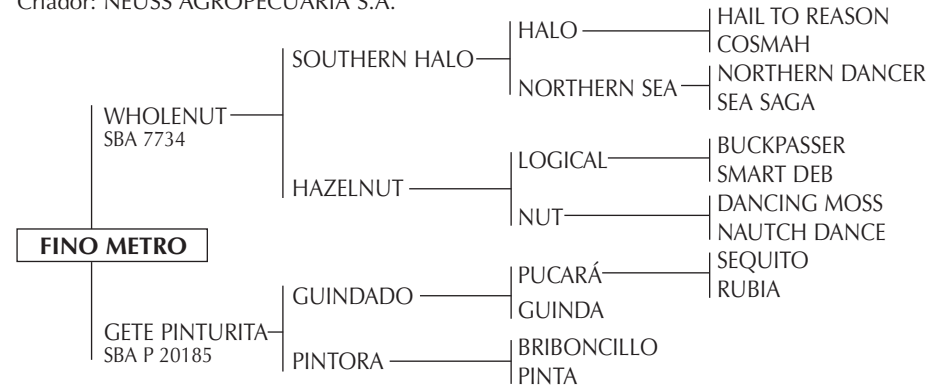 Criador: NEUSS AGROPECUARIA S.A.
HAIL TO REASON
HALO
COSMAH
SOUTHERN HALO
NORTHERN DANCER
NORTHERN SEA
SEA SAGA
WHOLENUT
SBA 7734
BUCKPASSER
LOGICAL
SMART DEB
HAZELNUT
DANCING MOSS
NUT
NAUTCH DANCE
FINO METRO
SEQUITO
PUCARÁ
RUBIA
GUINDADO
GUINDA
GETE PINTURITA
SBA P 20185
BRIBONCILLO
PINTORA
PINTA